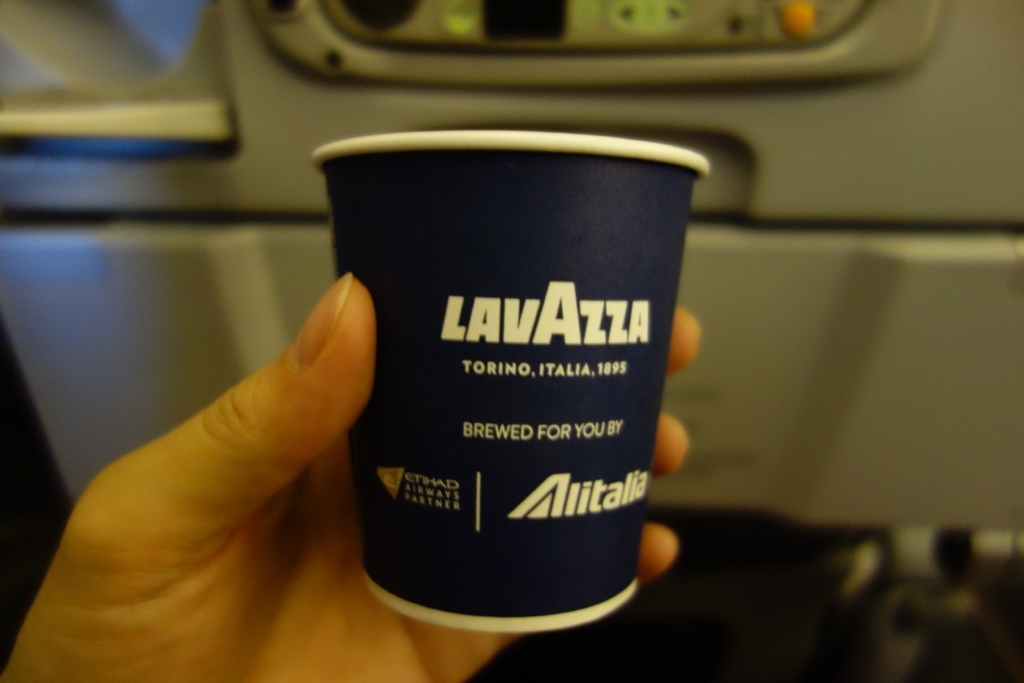 LAVAZZA
TORINO, ITALIA, 1895
BREWED FOR YOU BY
ETIHAD
AIRWAYS
PARTNER
Alitalia